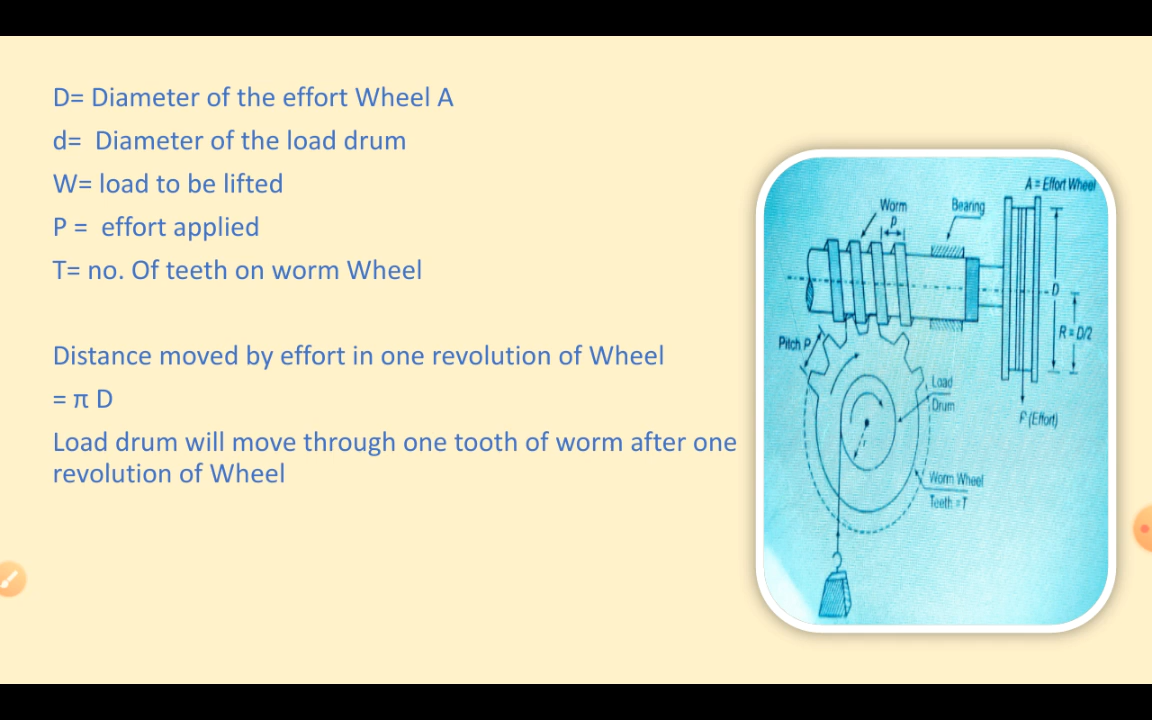 D= Diameter of the effort Wheel A
d= Diameter of the load drum
W= load to be lifted
P = effort applied
T= no. Of teeth on worm Wheel
Distance moved by effort in one revolution of Wheel
= π D
Load drum will move through one tooth of worm after one
revolution of Wheel
A = Effort Wheel
Worm
Bearing
p
D
R = D/2
Pitch p
Load
Drum
P (Effort)
r
Worm Wheel
Teeth = T